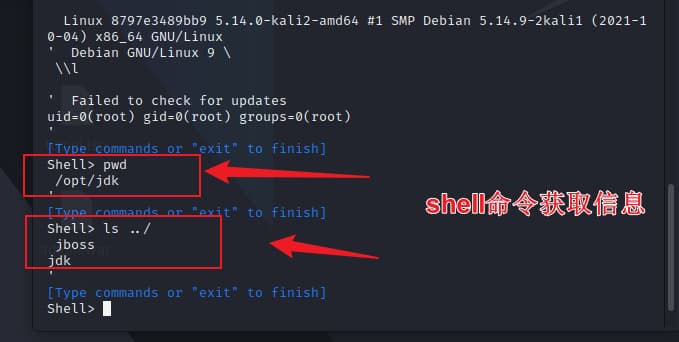 Linux 8797e3489bb9 5.14.0-kali2-amd64 #1 SMP Debian 5.14.9-2kali1 (2021-1
0-04) x86_64 GNU/Linux
'  Debian GNU/Linux 9 \
\\l
'  Failed to check for updates
uid=0(root) gid=0(root) groups=0(root)
'
[Type commands or "exit" to finish]
Shell> pwd
/opt/jdk
'
[Type commands or "exit" to finish]
Shell> ls ../
jboss
jdk
'
[Type commands or "exit" to finish]
Shell>
shell命令获取信息